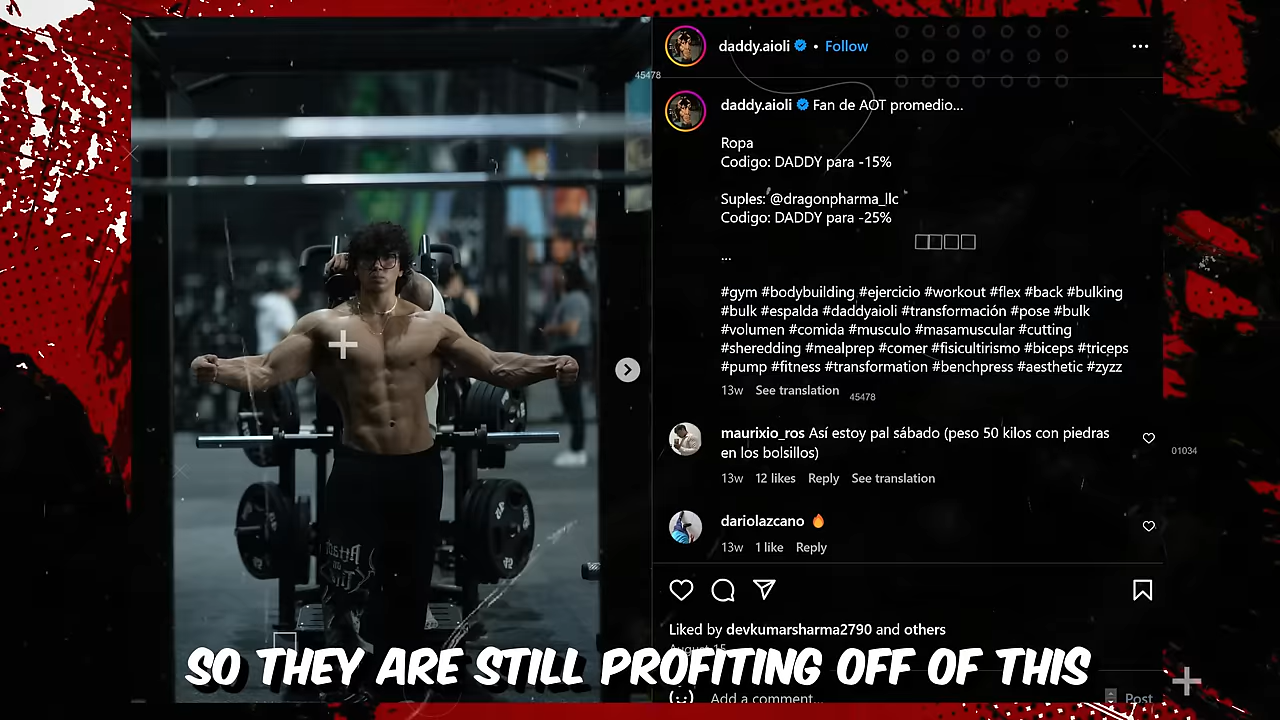 daddy.aioli • Follow
45478
daddy.aioli Fan de AOT promedio...
Ropa
Codigo: DADDY para -15%
Suples: @dragonpharma_llc
Codigo: DADDY para -25%
...
#gym #bodybuilding #ejercicio #workout #flex #back #bulking
#bulk #espalda #daddyaioli #transformación #pose #bulk
#volumen #comida #musculo #masamuscular #cutting
#sheredding #mealprep #comer #fisicultirismo #biceps #triceps
#pump #fitness #transformation #benchpress #aesthetic #zyzz
13w See translation
45478
maurixio_ros Así estoy pal sábado (peso 50 kilos con piedras
en los bolsillos)
01034
13w 12 likes Reply See translation
dariolazcano 🔥
13w 1 like Reply
Liked by devkumarsharma2790 and others
SO THEY ARE STILL PROFITING OFF OF THIS
Add a comment...
Post